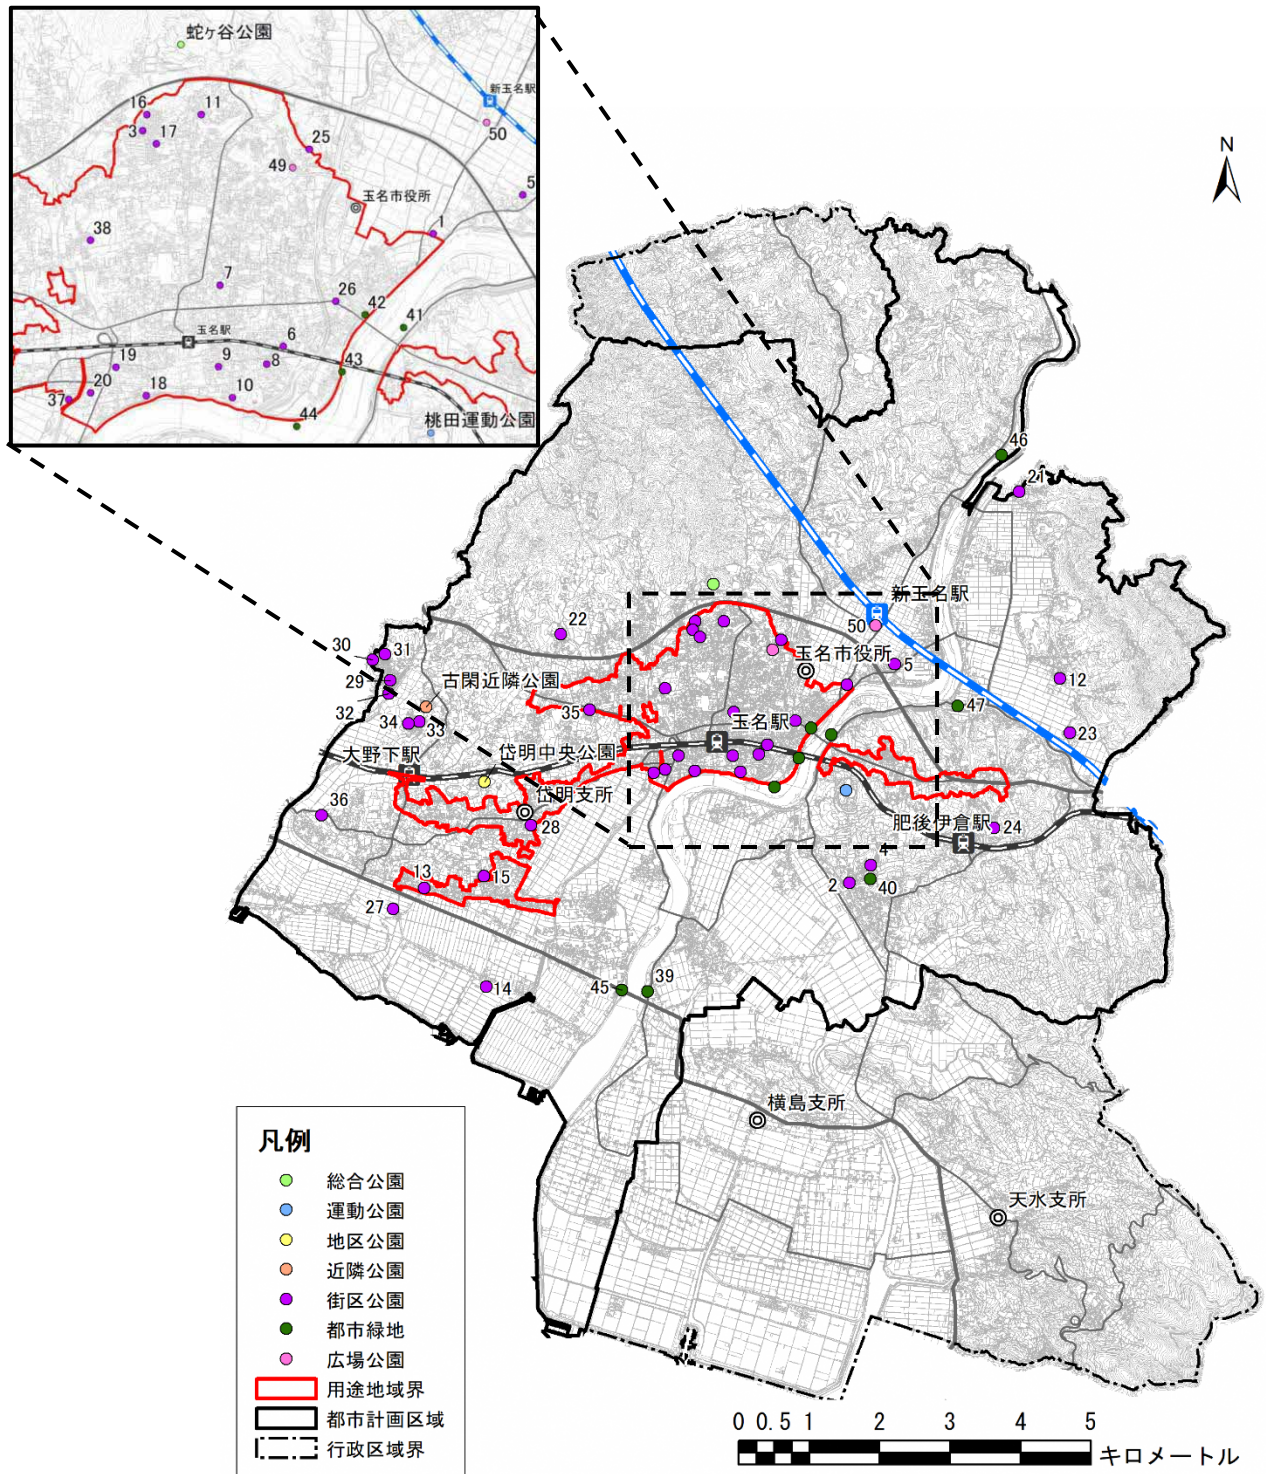 蛇ヶ谷公園
新玉名駅
16
11
3
17
25
49
50
玉名市役所
5
1
38
7
26
42
41
玉名駅
6
19
9
8
43
20
18
10
37
44
桃田運動公園
N
46
21
新玉名駅
22
50
30
31
玉名市役所
5
29
古閑近隣公園
12
32
35
47
34
33
玉名駅
23
大野下駅
岱明中央公園
岱明支所
36
28
肥後伊倉駅
24
4
13
15
2
40
27
14
45
39
横島支所
天水支所
凡例
総合公園
運動公園
地区公園
近隣公園
街区公園
都市緑地
広場公園
用途地域界
都市計画区域
行政区域界
0 0.5 1 2 3 4 5
キロメートル